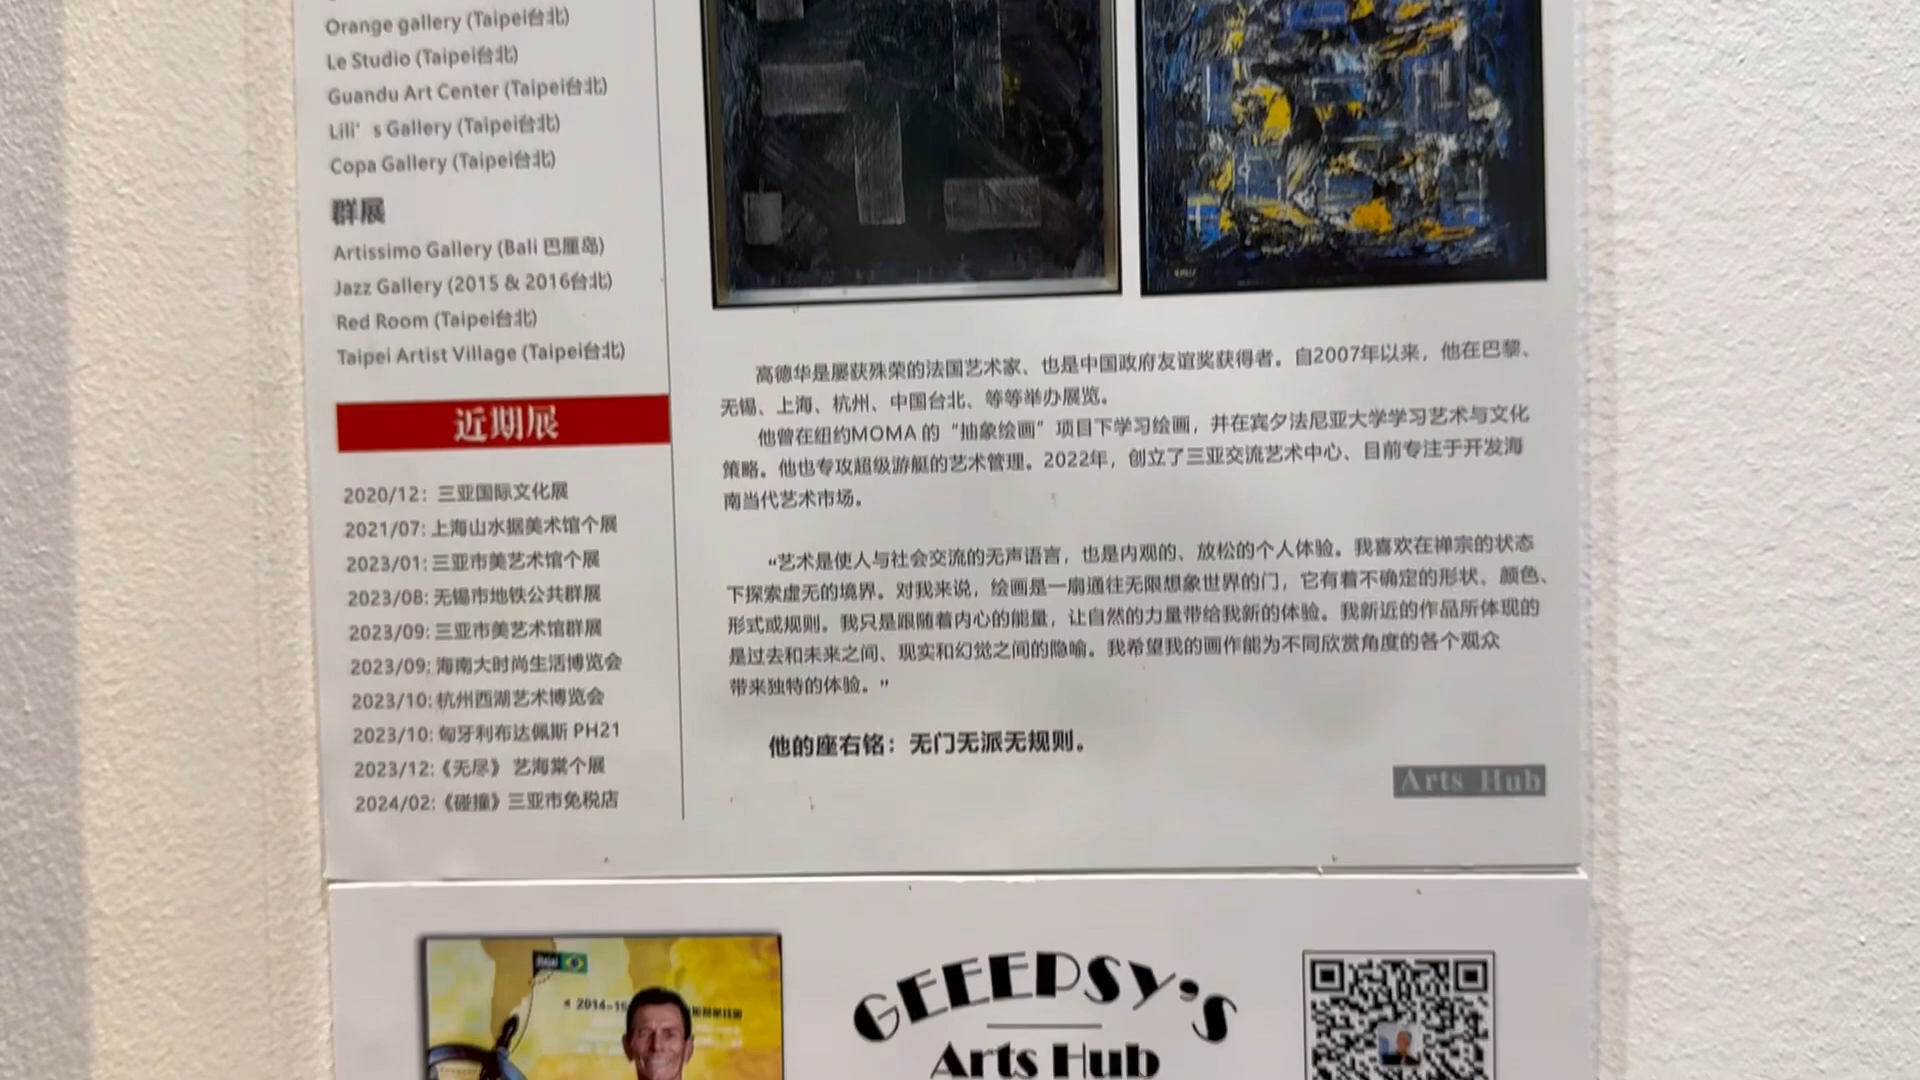 Orange gallery (Taipei台北)
Le Studio (Taipei台北)
Guandu Art Center (Taipei台北)
Lili's Gallery (Taipei台北)
Copa Gallery (Taipei台北)
群展
Artissimo Gallery (Bali 巴厘岛)
Jazz Gallery (2015 & 2016台北)
Red Room (Taipei台北)
Taipei Artist Village (Taipei台北)
近期展
2020/12: 三亚国际文化展
2021/07: 上海山水据美术馆个展
2023/01: 三亚市美艺术馆个展
2023/08: 无锡市地铁公共群展
2023/09: 三亚市美艺术馆群展
2023/09: 海南大时尚生活博览会
2023/10: 杭州西湖艺术博览会
2023/10: 匈牙利布达佩斯 PH21
2023/12:《无尽》 艺海棠个展
2024/02:《碰撞》三亚市免税店
高德华是屡获殊荣的法国艺术家、也是中国政府友谊奖获得者。自2007年以来，他在巴黎、
无锡、上海、杭州、中国台北、等等举办展览。
他曾在纽约MOMA 的“抽象绘画”项目下学习绘画，并在宾夕法尼亚大学学习艺术与文化
策略。他也专攻超级游艇的艺术管理。2022年，创立了三亚交流艺术中心、目前专注于开发海
南当代艺术市场。
“艺术是使人与社会交流的无声语言，也是内观的、放松的个人体验。我喜欢在禅宗的状态
下探索虚无的境界。对我来说，绘画是一扇通往无限想象世界的门，它有着不确定的形状、颜色、
形式或规则。我只是跟随着内心的能量，让自然的力量带给我新的体验。我新近的作品所体现的
是过去和未来之间、现实和幻觉之间的隐喻。我希望我的画作能为不同欣赏角度的各个观众
带来独特的体验。”
他的座右铭：无门无派无规则。
Arts Hub
2014-15
GEEEPSY'S
Arts Hub